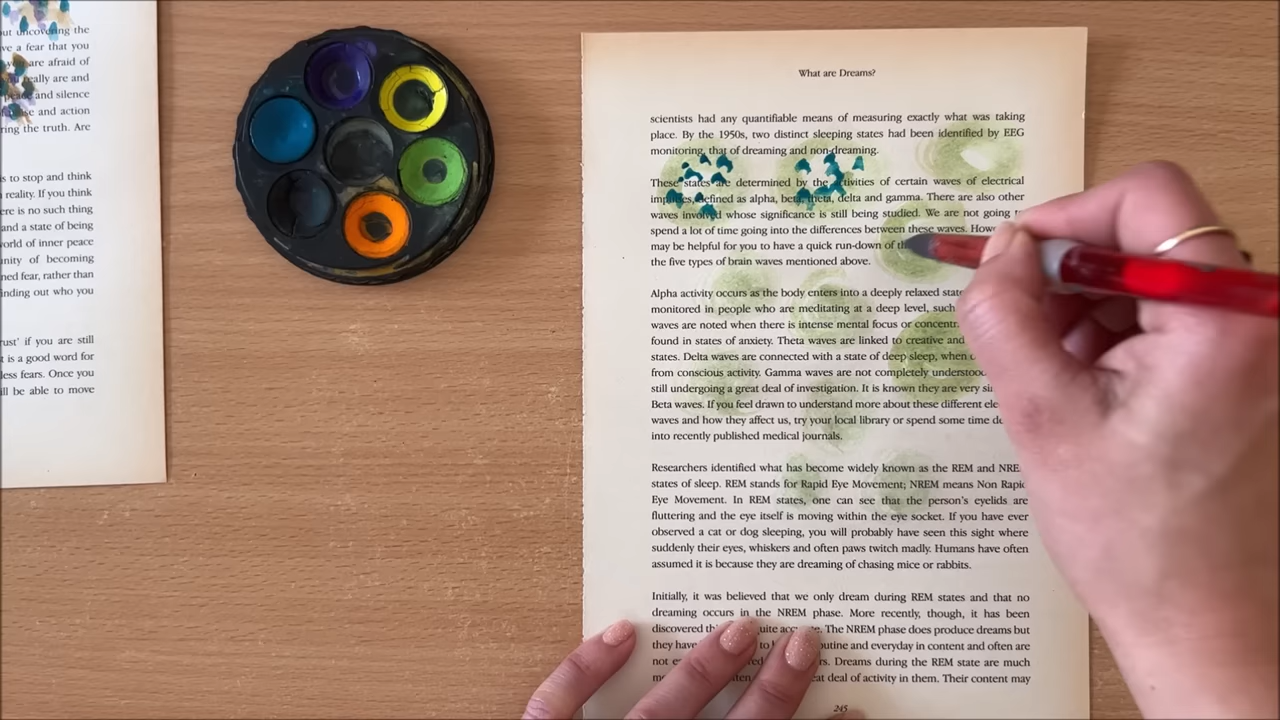 out uncovering the
ve a fear that you
you are afraid of
really are and
peace and silence
and action
ring the truth. Are
s to stop and think
reality. If you think
ere is no such thing
and a state of being
world of inner peace
unity of becoming
ned fear, rather than
inding out who you
rust' if you are still
t is a good word for
less fears. Once you
ill be able to move
What are Dreams?
scientists had any quantifiable means of measuring exactly what was taking
place. By the 1950s, two distinct sleeping states had been identified by EEG
monitoring, that of dreaming and non-dreaming.
These states are determined by the activities of certain waves of electrical
impulses, defined as alpha, beta, theta, delta and gamma. There are also other
waves involved whose significance is still being studied. We are not going
spend a lot of time going into the differences between these waves. How
may be helpful for you to have a quick run-down of
the five types of brain waves mentioned above.
Alpha activity occurs as the body enters into a deeply relaxed state
monitored in people who are meditating at a deep level, such
waves are noted when there is intense mental focus or concent
found in states of anxiety. Theta waves are linked to creative and
states. Delta waves are connected with a state of deep sleep, when
from conscious activity. Gamma waves are not completely understood
still undergoing a great deal of investigation. It is known they are very
Beta waves. If you feel drawn to understand more about these different
waves and how they affect us, try your local library or spend some time
into recently published medical journals.
Researchers identified what has become widely known as the REM and NRE
states of sleep. REM stands for Rapid Eye Movement; NREM means Non Rapid
Eye Movement. In REM states, one can see that the person's eyelids are
fluttering and the eye itself is moving within the eye socket. If you have ever
observed a cat or dog sleeping, you will probably have seen this sight where
suddenly their eyes, whiskers and often paws twitch madly. Humans have often
assumed it is because they are dreaming of chasing mice or rabbits.
Initially, it was believed that we only dream during REM states and that no
dreaming occurs in the NREM phase. More recently, though, it has been
discovered quite The NREM phase does produce dreams but
they have to routine and everyday in content and often are
not Dreams during the REM state are much
deal of activity in them. Their content may
245